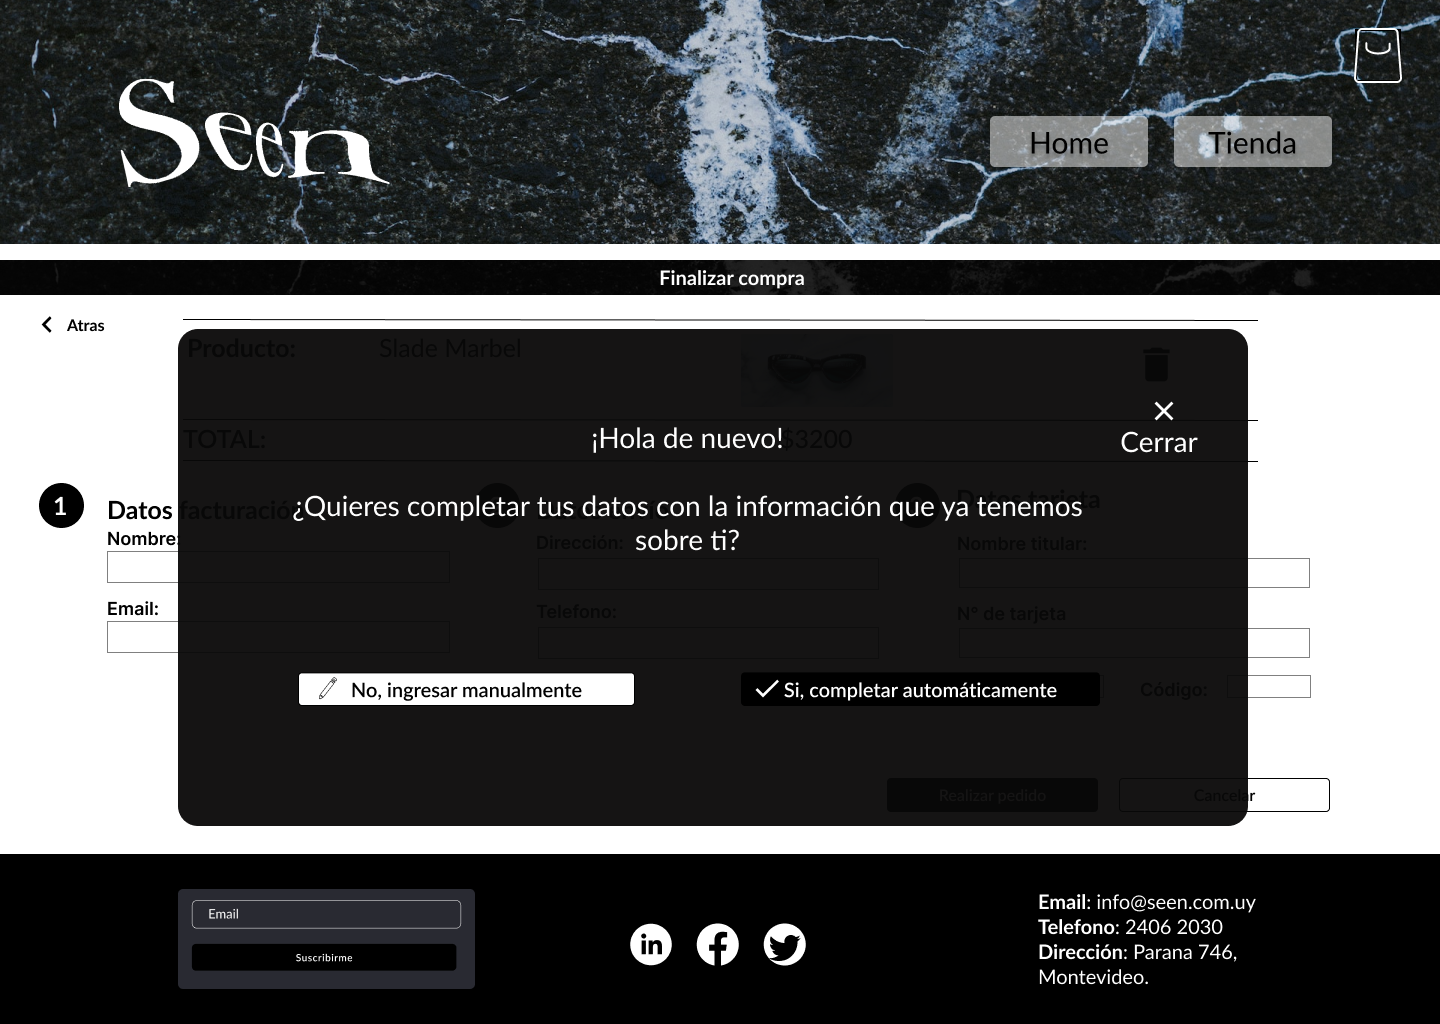 Seen
Home
Tienda
Finalizar compra
Atras
Producto:
Slade Marbel
¡Hola de nuevo!
Cerrar
TOTAL:
$3200
1
Datos facturación
¿Quieres completar tus datos con la información que ya tenemos
sobre ti?
Datos tarjeta
Nombre:
Dirección:
Nombre titular:
Email:
Telefono:
N° de tarjeta
No, ingresar manualmente
Si, completar automáticamente
Código:
Realizar pedido
Cancelar
Email
Suscribirme
in
f
Email: info@seen.com.uy
Telefono: 2406 2030
Dirección: Parana 746,
Montevideo.